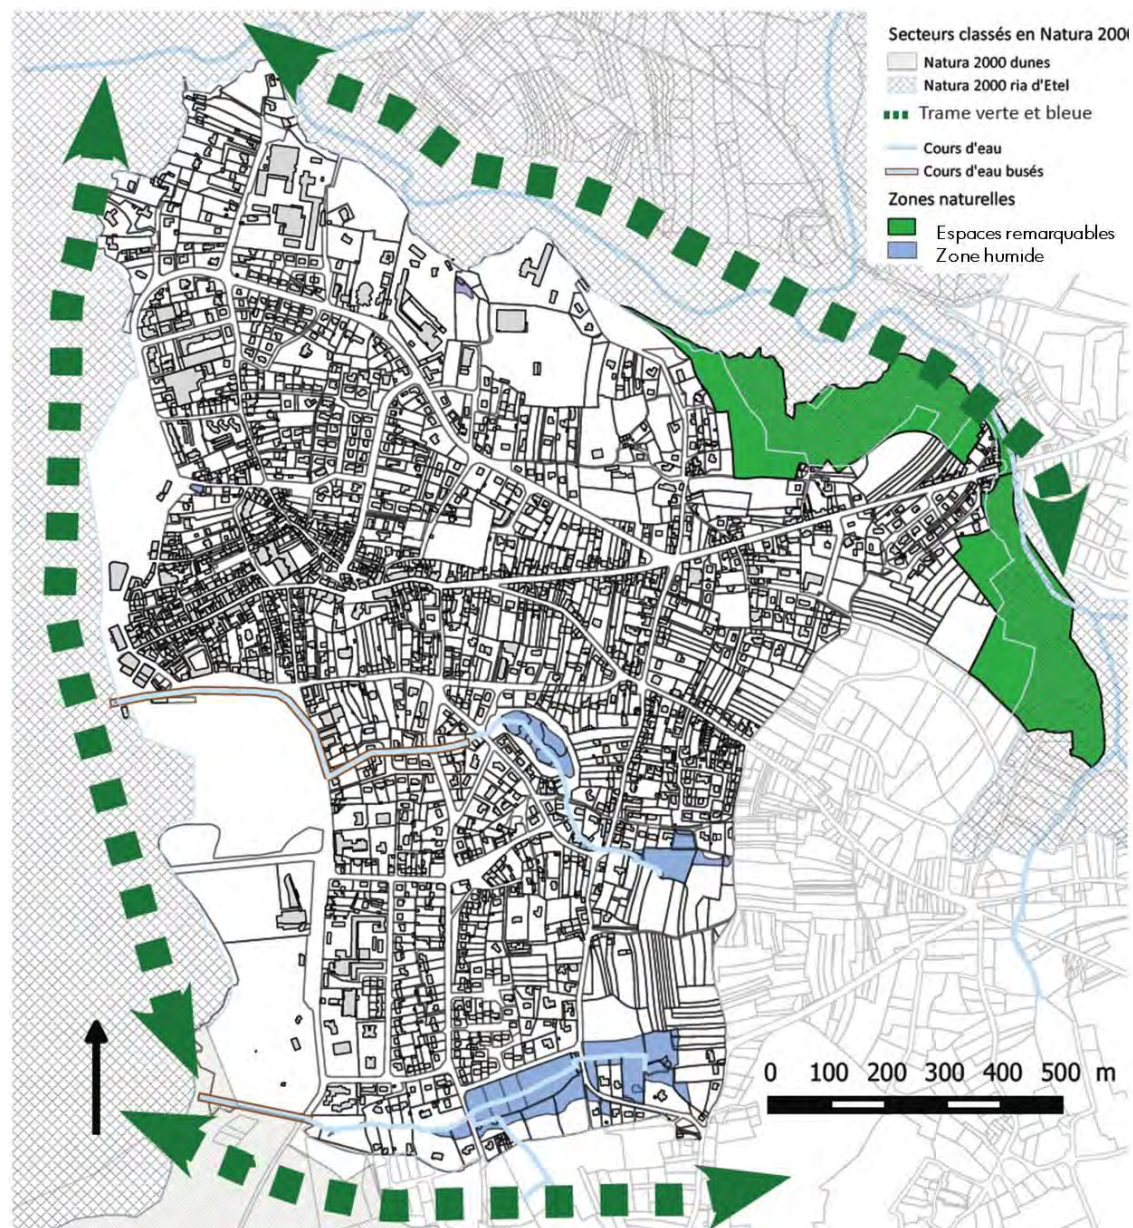 Secteurs classés en Natura 200
Natura 2000 dunes
Natura 2000 ria d'Etel
Trame verte et bleue
Cours d'eau
Cours d'eau busés
Zones naturelles
Espaces remarquables
Zone humide
0 100 200 300 400 500 m